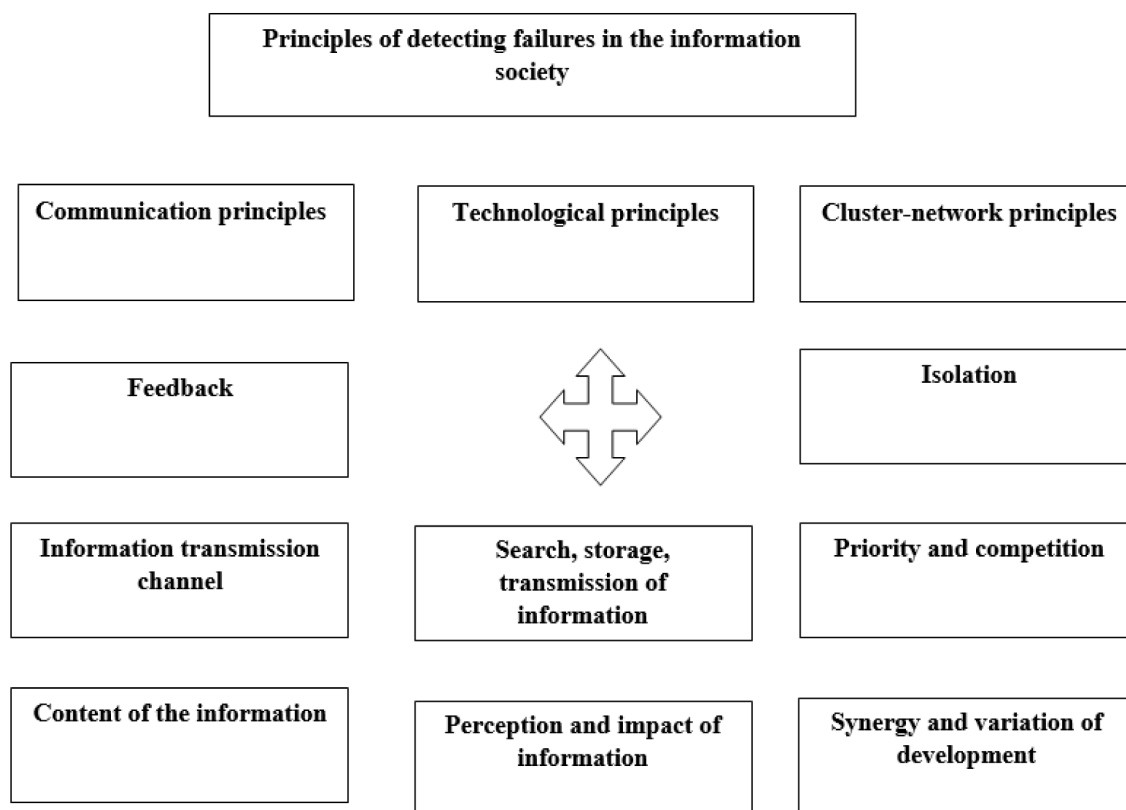 Principles of detecting failures in the information
society
Communication principles
Technological principles
Cluster-network principles
Feedback
Isolation
Information transmission
channel
Search, storage,
transmission of
information
Priority and competition
Content of the information
Perception and impact of
information
Synergy and variation of
development